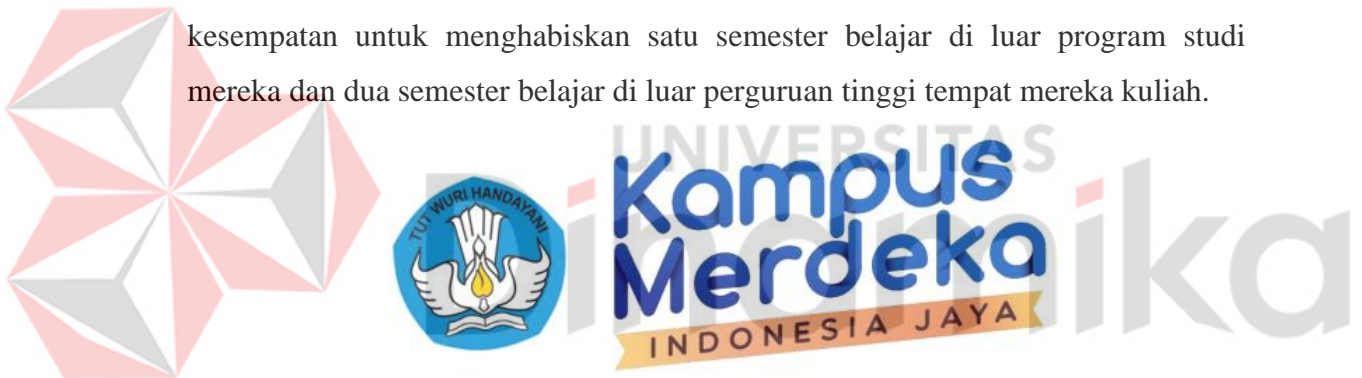 kesempatan untuk menghabiskan satu semester belajar di luar program studi
mereka dan dua semester belajar di luar perguruan tinggi tempat mereka kuliah.
UNIVERSITAS
Dinamika
TUT WURI HANDAYANI
Kampus
Merdeka
INDONESIA JAYA